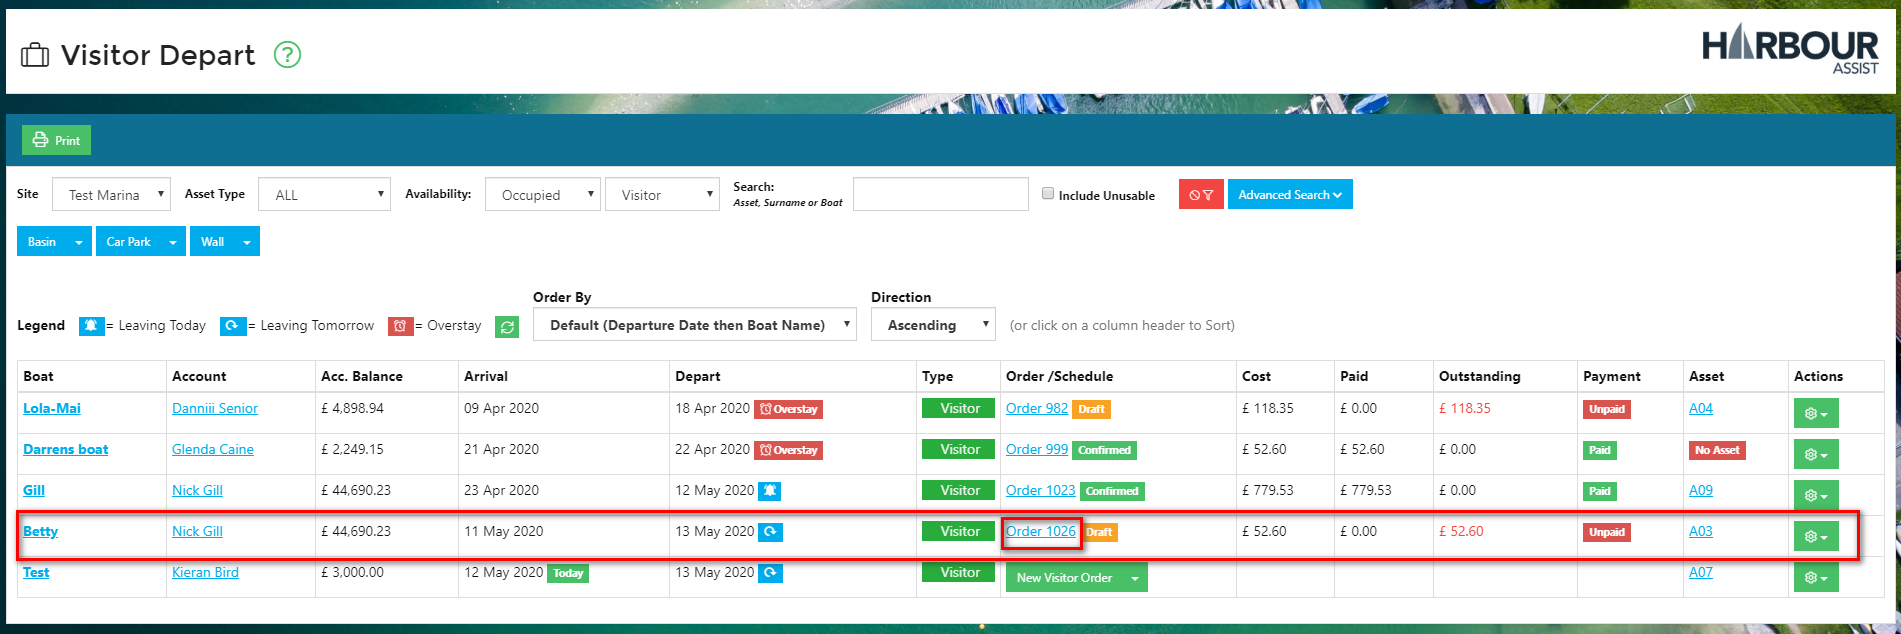 Visitor Depart ?
HARBOUR
ASSIST
Print
Site Test Marina Asset Type ALL Availability: Occupied Visitor Search: Include Unusable Advanced Search
Asset, Surname or Boat
Basin Car Park Wall
Order By Direction
Legend = Leaving Today = Leaving Tomorrow = Overstay Default (Departure Date then Boat Name) Ascending (or click on a column header to Sort)
Boat Account Acc. Balance Arrival Depart Type Order /Schedule Cost Paid Outstanding Payment Asset Actions
Lola-Mai Danniii Senior £ 4,898.94 09 Apr 2020 18 Apr 2020 Overstay Visitor Order 982 Draft £ 118.35 £ 0.00 £ 118.35 Unpaid A04
Darrens boat Glenda Caine £ 2,249.15 21 Apr 2020 22 Apr 2020 Overstay Visitor Order 999 Confirmed £ 52.60 £ 52.60 £ 0.00 Paid No Asset
Gill Nick Gill £ 44,690.23 23 Apr 2020 12 May 2020 Visitor Order 1023 Confirmed £ 779.53 £ 779.53 £ 0.00 Paid A09
Betty Nick Gill £ 44,690.23 11 May 2020 13 May 2020 Visitor Order 1026 Draft £ 52.60 £ 0.00 £ 52.60 Unpaid A03
Test Kieran Bird £ 3,000.00 12 May 2020 Today 13 May 2020 Visitor New Visitor Order A07